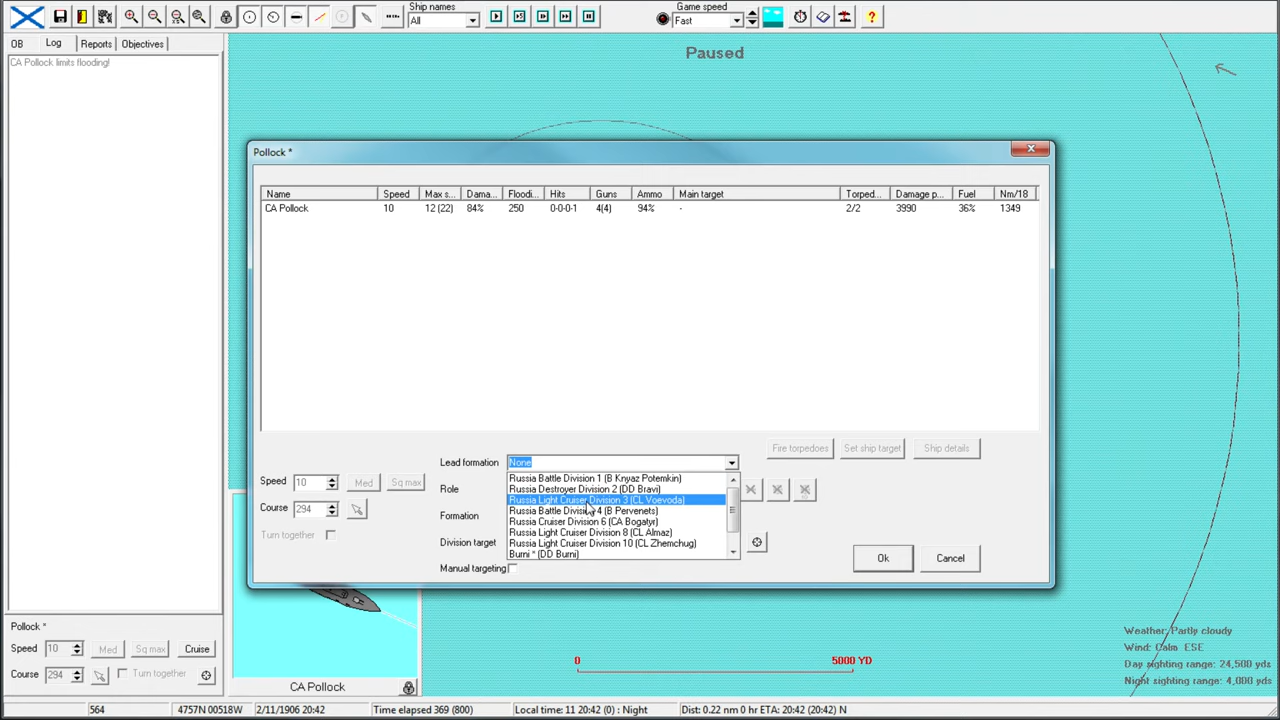 Ship names
All
Game speed
Fast
OB Log Reports Objectives
CA Pollock limits flooding!
Paused
Pollock *
Name Speed Max s... Dama... Floodi... Hits Guns Ammo Main target Torped... Damage p... Fuel Nm/18
CA Pollock 10 12 (22) 84% 250 0-0-0-1 4(4) 94% - 2/2 3990 36% 1349
Fire torpedoes Set ship target Ship details
Lead formation None
Russia Battle Division 1 (B Knyaz Potemkin)
Russia Destroyer Division 2 (DD Bravi)
Russia Light Cruiser Division 3 (CL Voevoda)
Russia Battle Division 4 (B Pervenets)
Russia Cruiser Division 6 (CA Bogatyr)
Russia Light Cruiser Division 8 (CL Almaz)
Russia Light Cruiser Division 10 (CL Zhemchug)
Burni * (DD Burni)
Speed 10 Med Sq max
Role
Course 294
Formation
Turn together
Division target
Manual targeting
Ok Cancel
Pollock *
Speed 10 Med Sq max Cruise
Course 294 Turn together
CA Pollock
0 5000 YD
Weather: Partly cloudy
Wind: Calm ESE
Day sighting range: 24,500 yds
Night sighting range: 4,000 yds
564 4757N 00518W 2/11/1906 20:42 Time elapsed 369 (800) Local time: 11 20:42 () : Night Dist: 0.22 nm 0 hr ETA: 20:42 (20:42) N